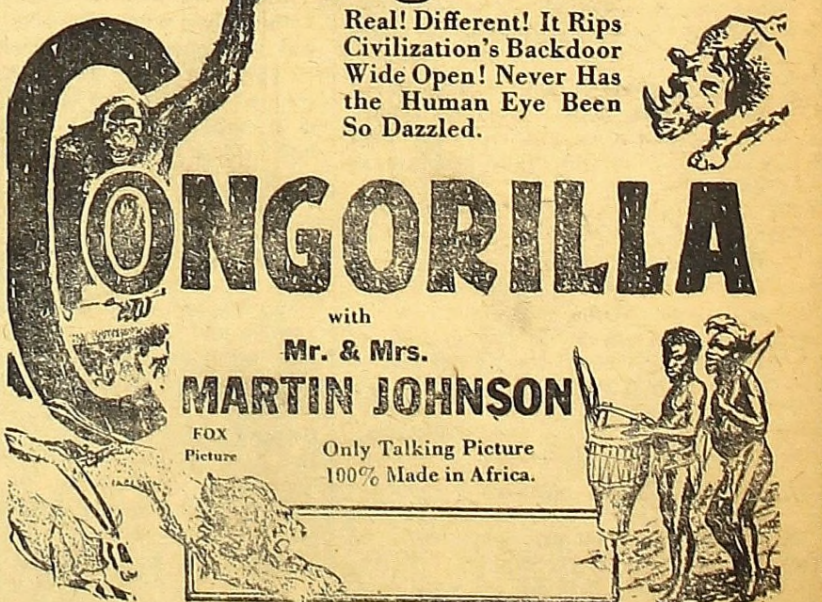 Real! Different! It Rips
Civilization's Backdoor
Wide Open! Never Has
the Human Eye Been
So Dazzled.
CONGORILLA
with
Mr. & Mrs.
MARTIN JOHNSON
FOX
Picture
Only Talking Picture
100% Made in Africa.